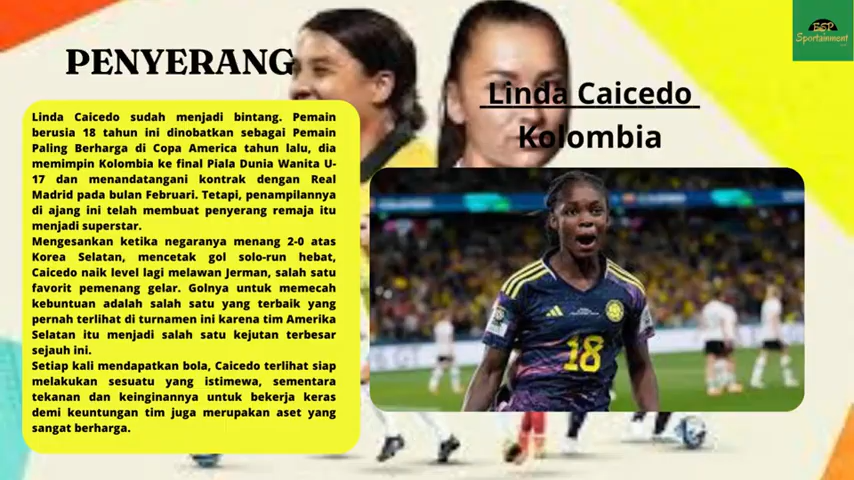 PENYERANG
Linda Caicedo sudah menjadi bintang. Pemain
berusia 18 tahun ini dinobatkan sebagai Pemain
Paling Berharga di Copa America tahun lalu, dia
memimpin Kolombia ke final Piala Dunia Wanita U-
17 dan menandatangani kontrak dengan Real
Madrid pada bulan Februari. Tetapi, penampilannya
di ajang ini telah membuat penyerang remaja itu
menjadi superstar.
Mengesankan ketika negaranya menang 2-0 atas
Korea Selatan, mencetak gol solo-run hebat,
Caicedo naik level lagi melawan Jerman, salah satu
favorit pemenang gelar. Golnya untuk memecah
kebuntuan adalah salah satu yang terbaik yang
pernah terlihat di turnamen ini karena tim Amerika
Selatan itu menjadi salah satu kejutan terbesar
sejauh ini.
Setiap kali mendapatkan bola, Caicedo terlihat siap
melakukan sesuatu yang istimewa, sementara
tekanan dan keinginannya untuk bekerja keras
demi keuntungan tim juga merupakan aset yang
sangat berharga.
Linda Caicedo
Kolombia
18
ESP
Sportainment